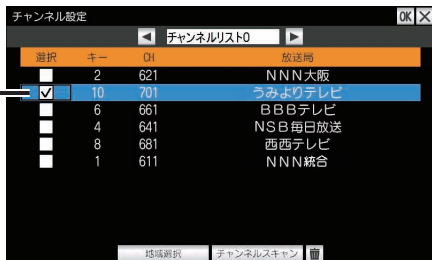 チャンネル設定 OK
チャンネルリスト0
選択 キー CH 放送局
2 621 NNN大阪
10 701 うみよりテレビ
6 661 BBBテレビ
4 641 NSB毎日放送
8 681 西西テレビ
1 611 NNN統合
地域選択 チャンネルスキャン